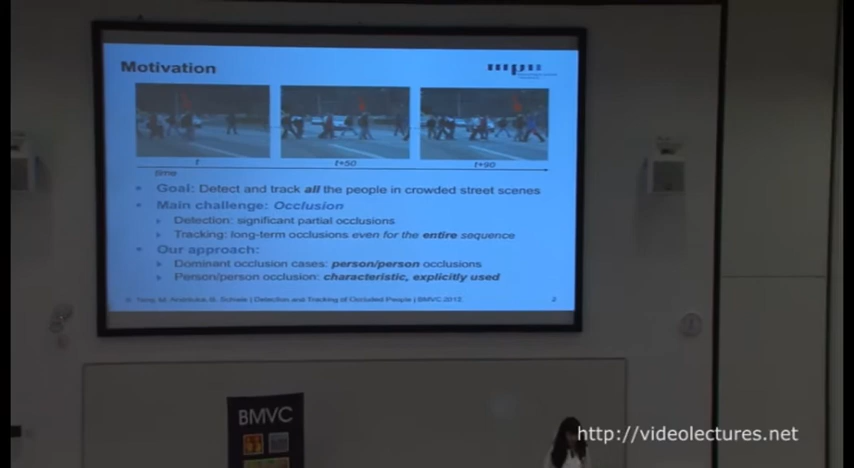 Motivation
t
t+50
t+90
time
Goal: Detect and track all the people in crowded street scenes
Main challenge: Occlusion
Detection: significant partial occlusions
Tracking: long-term occlusions even for the entire sequence
Our approach:
Dominant occlusion cases: person/person occlusions
Person/person occlusion: characteristic, explicitly used
S. Tang, M. Andriluka, B. Schiele | Detection and Tracking of Occluded People | BMVC 2012
2
BMVC
http://videolectures.net